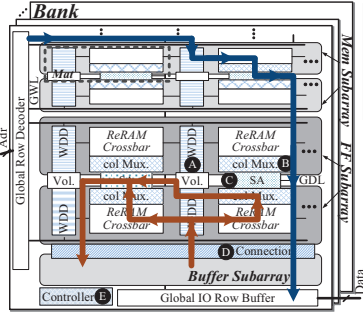 Bank
Mem Subarray
Mat
GWL
Global Row Decoder
Adr
WDD
ReRAM
Crossbar
WDD
ReRAM
Crossbar
col Mux.
A
col Mux.
B
Vol.
Vol.
C
SA
GDL
FF Subarray
WDD
col Mux.
ReRAM
Crossbar
WDD
col Mux.
ReRAM
Crossbar
D
Connection
Buffer Subarray
Controller
E
Global IO Row Buffer
Data